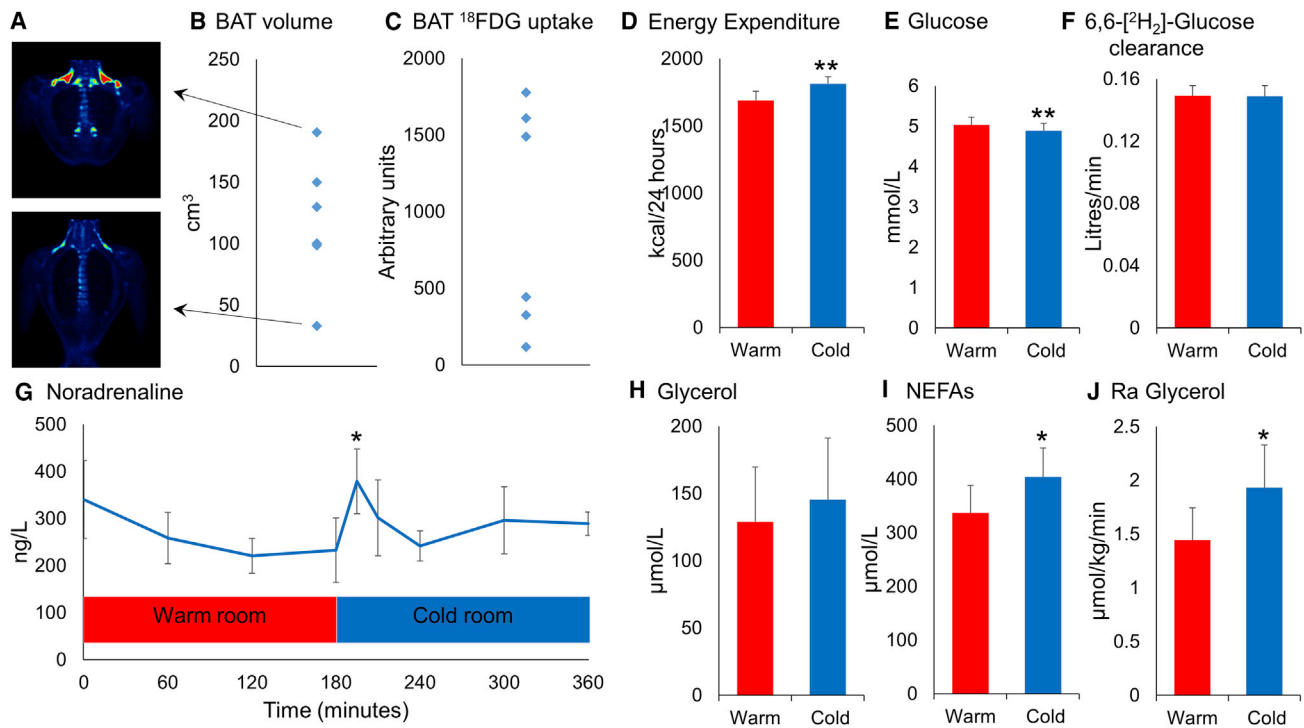 A
B BAT volume
250
200
150
100
50
0
cm³
C BAT ¹⁸FDG uptake
2000
1500
1000
500
0
Arbitrary units
D Energy Expenditure
2000
1500
1000
500
0
kcal/24 hours
**
Warm Cold
E Glucose
6
5
4
3
2
1
0
mmol/L
**
Warm Cold
F 6,6-[²H₂]-Glucose
clearance
0.16
0.12
0.08
0.04
0
Litres/min
Warm Cold
G Noradrenaline
500
400
300
200
100
0
ng/L
*
Warm room Cold room
0 60 120 180 240 300 360
Time (minutes)
H Glycerol
200
150
100
50
0
µmol/L
Warm Cold
I NEFAs
500
400
300
200
100
0
µmol/L
*
Warm Cold
J Ra Glycerol
2.5
2
1.5
1
0.5
0
µmol/kg/min
*
Warm Cold